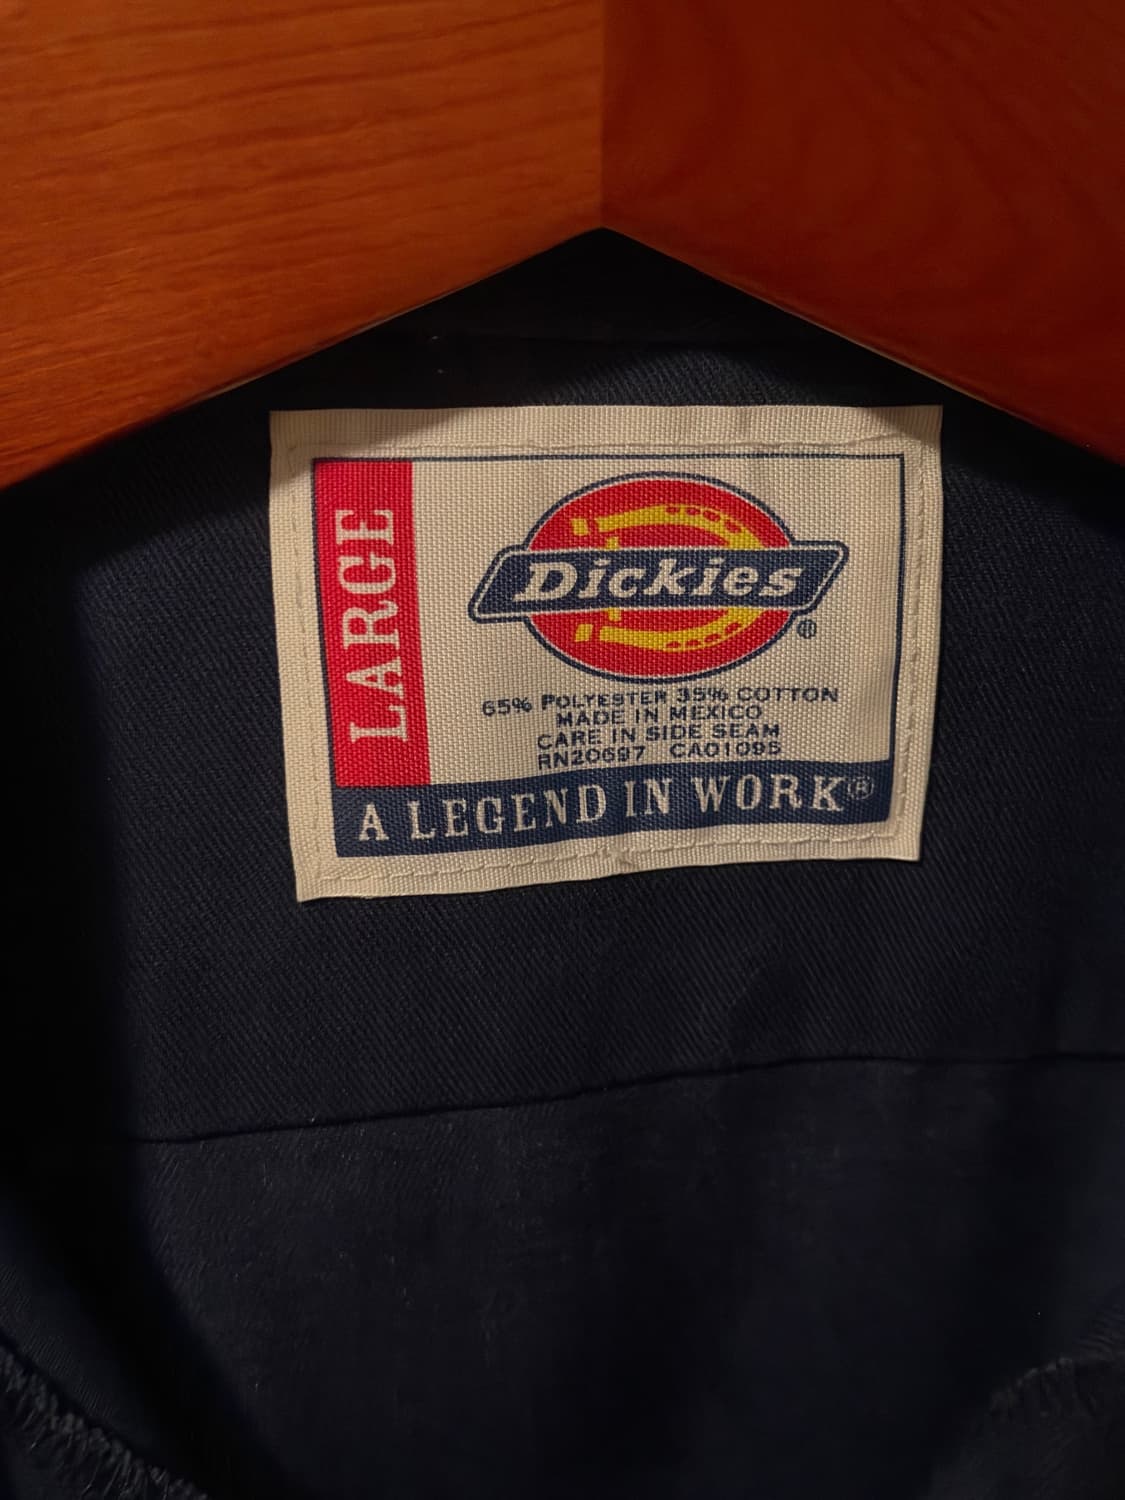 LARGE
Dickies
®
65% POLYESTER 35% COTTON
MADE IN MEXICO
CARE IN SIDE SEAM
RN20697 CA01095
A LEGEND IN WORK®